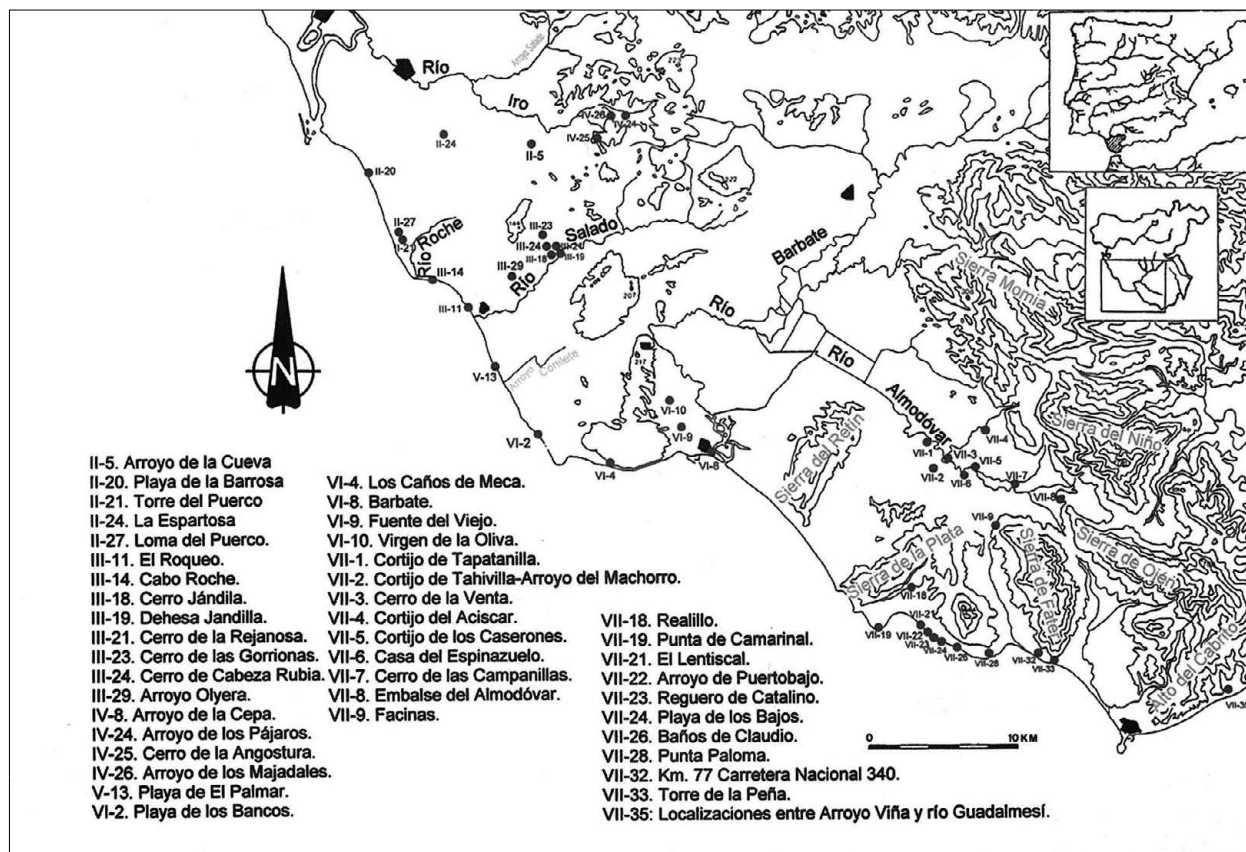 Río
Iro
Arroyo Salado
223
IV-26
IV-24
IV-25
II-24
II-5
II-20
222
II-27
II-21
Río Roche
144
III-23
III-24
III-21
III-18
III-19
Río
Salado
III-14
III-29
III-11
207
Barbate
Río
Sierra Momia
N
V-13
Arroyo
Conilete
217
Río
Almodóvar
VI-10
VI-9
VI-2
VI-4
VI-8
Sierra del Retín
Sierra del Niño
VII-4
VII-1
VII-3
VII-5
VII-2
VII-6
VII-7
VII-8
VII-9
Sierra de la Plata
Sierra de Fates
Sierra de Ojén
VII-18
VII-19
VII-21
VII-22
VII-23
VII-24
VII-26
VII-28
VII-32
VII-33
Alto del Cabrito
VII-35
0
10 KM
II-5. Arroyo de la Cueva
II-20. Playa de la Barrosa
II-21. Torre del Puerco
II-24. La Espartosa
II-27. Loma del Puerco.
III-11. El Roqueo.
III-14. Cabo Roche.
III-18. Cerro Jándila.
III-19. Dehesa Jandilla.
III-21. Cerro de la Rejanosa.
III-23. Cerro de las Gorrionas.
III-24. Cerro de Cabeza Rubia.
III-29. Arroyo Olyera.
IV-8. Arroyo de la Cepa.
IV-24. Arroyo de los Pájaros.
IV-25. Cerro de la Angostura.
IV-26. Arroyo de los Majadales.
V-13. Playa de El Palmar.
VI-2. Playa de los Bancos.
VI-4. Los Caños de Meca.
VI-8. Barbate.
VI-9. Fuente del Viejo.
VI-10. Virgen de la Oliva.
VII-1. Cortijo de Tapatanilla.
VII-2. Cortijo de Tahivilla-Arroyo del Machorro.
VII-3. Cerro de la Venta.
VII-4. Cortijo del Aciscar.
VII-5. Cortijo de los Caserones.
VII-6. Casa del Espinazuelo.
VII-7. Cerro de las Campanillas.
VII-8. Embalse del Almodóvar.
VII-9. Facinas.
VII-18. Realillo.
VII-19. Punta de Camarinal.
VII-21. El Lentiscal.
VII-22. Arroyo de Puertobajo.
VII-23. Reguero de Catalino.
VII-24. Playa de los Bajos.
VII-26. Baños de Claudio.
VII-28. Punta Paloma.
VII-32. Km. 77 Carretera Nacional 340.
VII-33. Torre de la Peña.
VII-35: Localizaciones entre Arroyo Viña y río Guadalmesí.